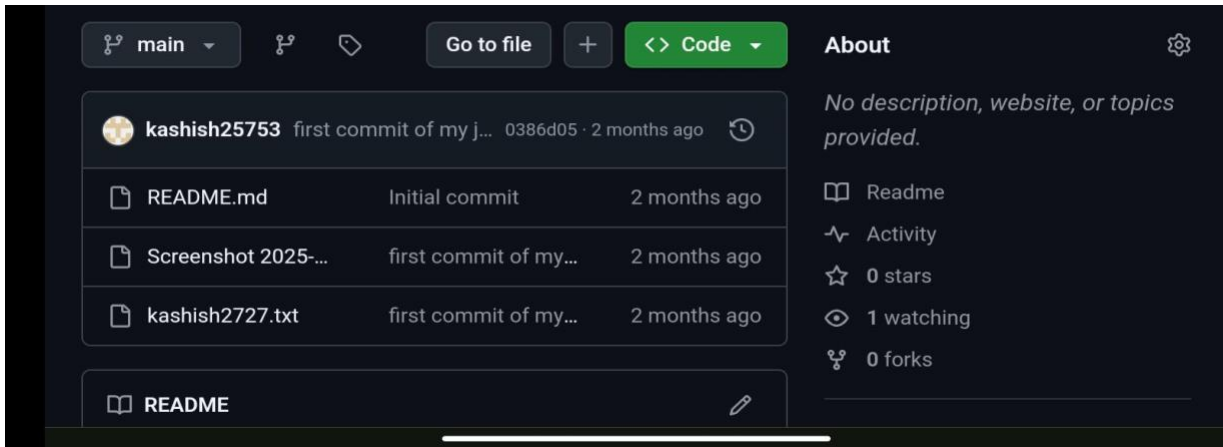 main
Go to file
Code
kashish25753 first commit of my j... 0386d05 · 2 months ago
README.md Initial commit 2 months ago
Screenshot 2025-... first commit of my... 2 months ago
kashish2727.txt first commit of my... 2 months ago
README
About
No description, website, or topics
provided.
Readme
Activity
0 stars
1 watching
0 forks